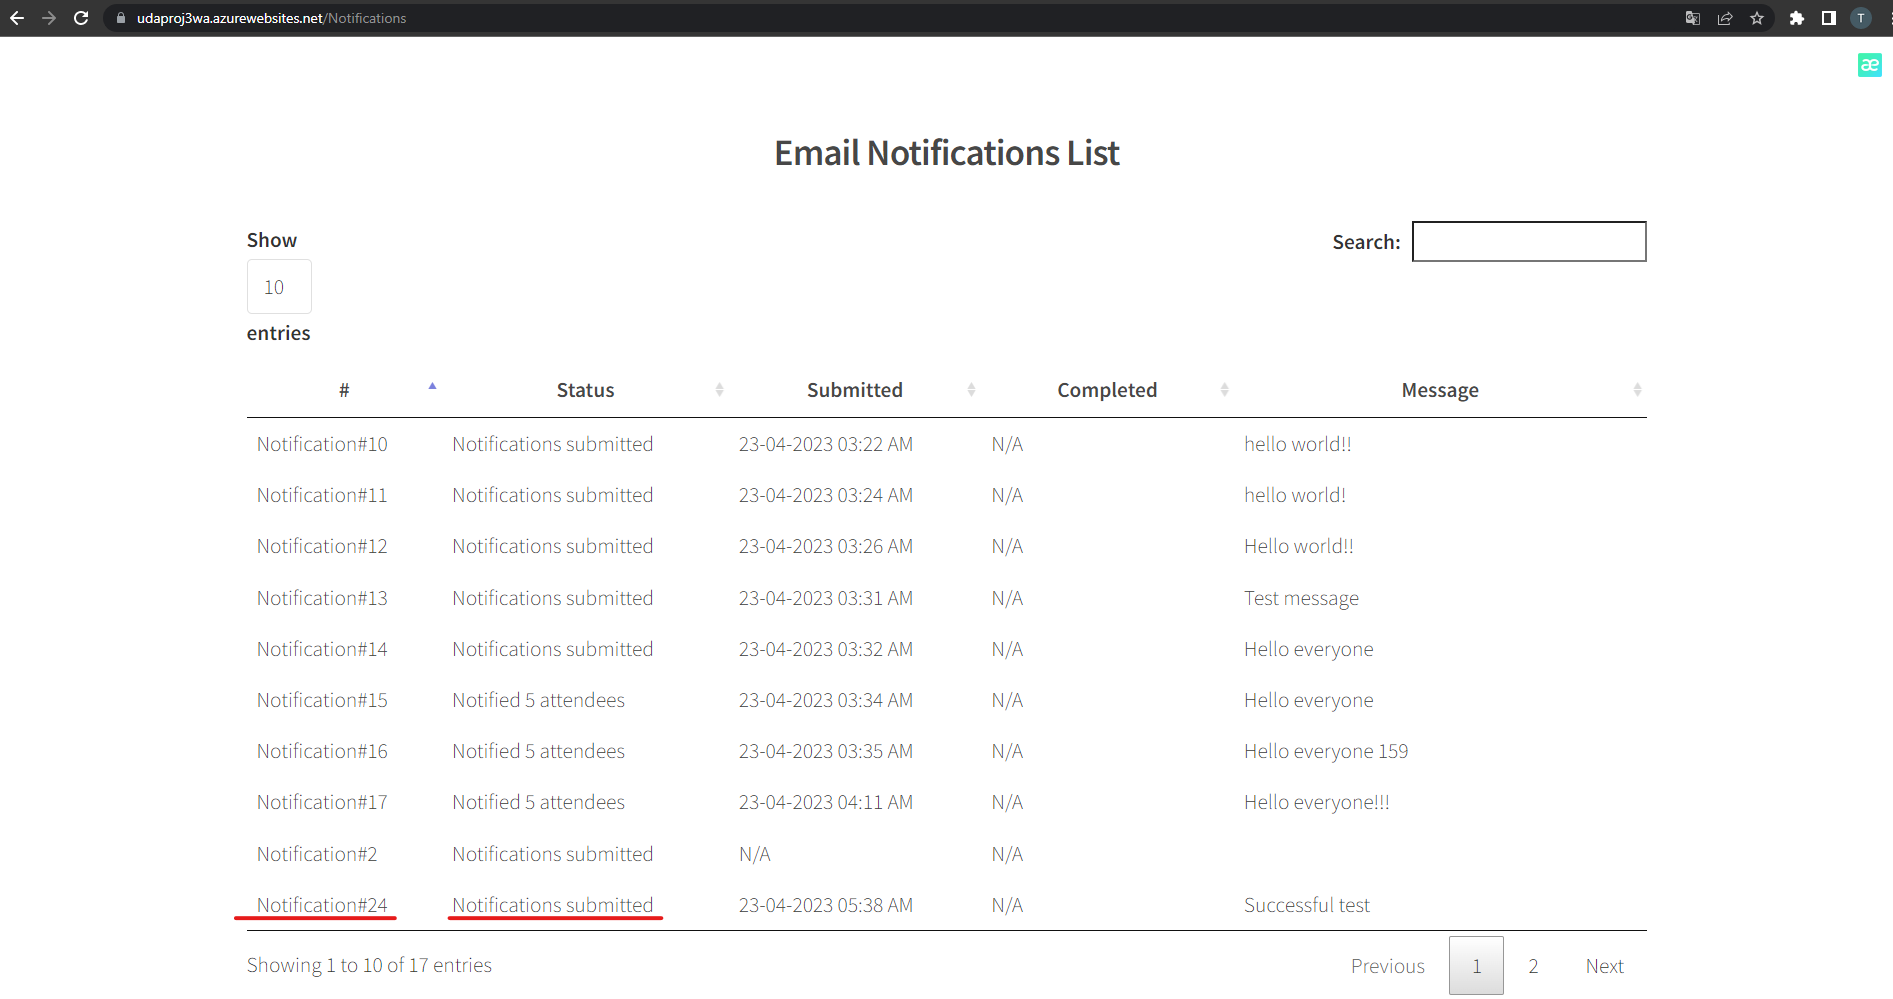 udaproj3wa.azurewebsites.net/Notifications
T
æ
Email Notifications List
Show
10
entries
Search:
# Status Submitted Completed Message
Notification#10 Notifications submitted 23-04-2023 03:22 AM N/A hello world!!
Notification#11 Notifications submitted 23-04-2023 03:24 AM N/A hello world!
Notification#12 Notifications submitted 23-04-2023 03:26 AM N/A Hello world!!
Notification#13 Notifications submitted 23-04-2023 03:31 AM N/A Test message
Notification#14 Notifications submitted 23-04-2023 03:32 AM N/A Hello everyone
Notification#15 Notified 5 attendees 23-04-2023 03:34 AM N/A Hello everyone
Notification#16 Notified 5 attendees 23-04-2023 03:35 AM N/A Hello everyone 159
Notification#17 Notified 5 attendees 23-04-2023 04:11 AM N/A Hello everyone!!!
Notification#2 Notifications submitted N/A N/A
Notification#24 Notifications submitted 23-04-2023 05:38 AM N/A Successful test
Showing 1 to 10 of 17 entries
Previous 1 2 Next